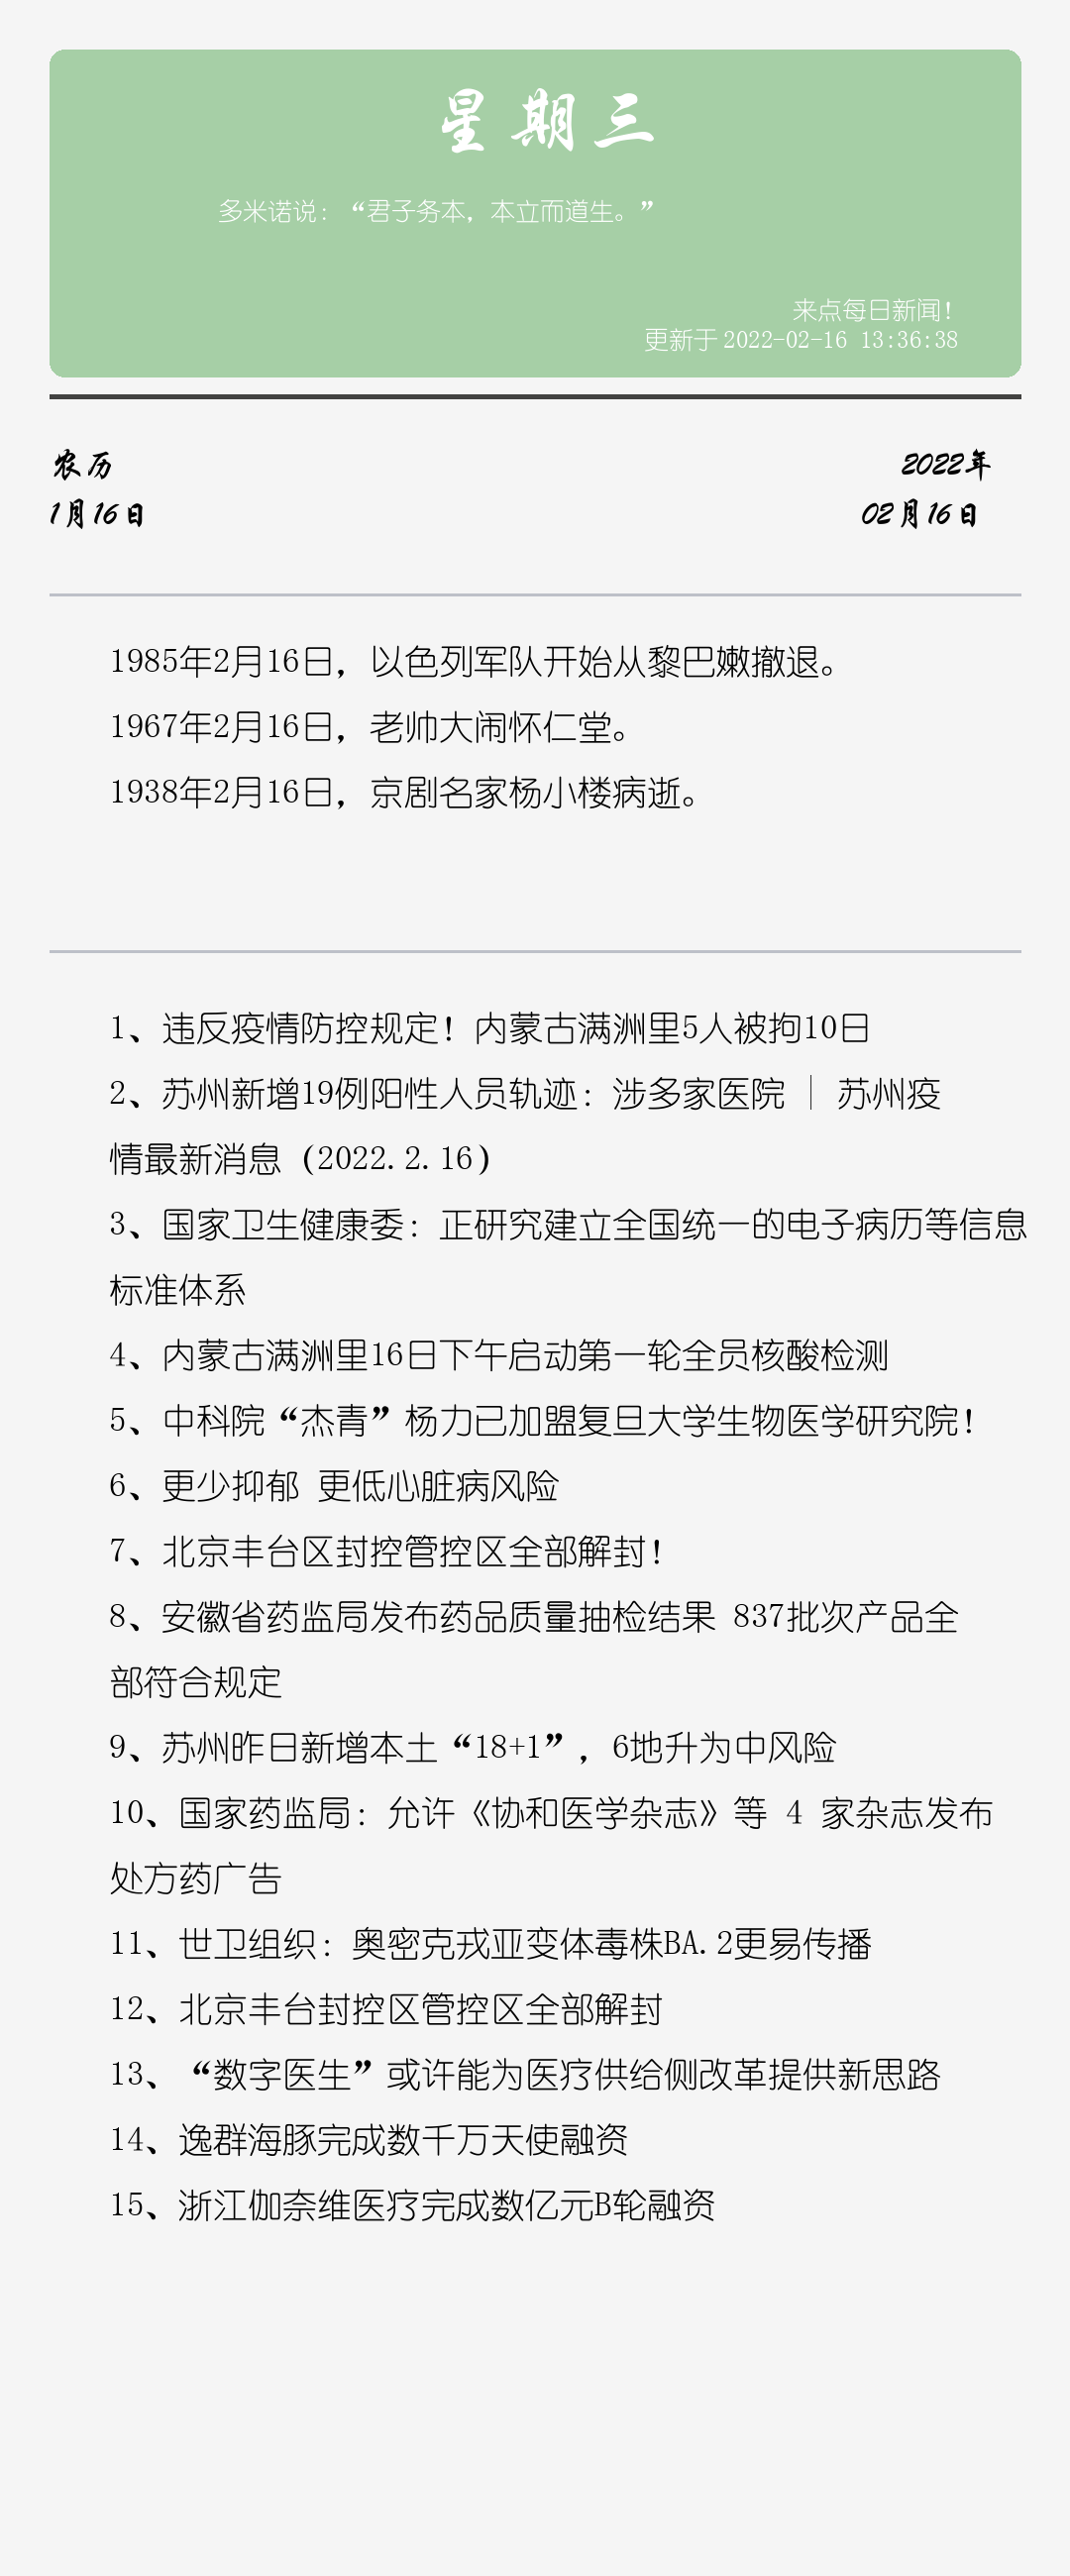 星期三
多米诺说：“君子务本，本立而道生。”
来点每日新闻！
更新于2022-02-16 13:36:38
农历
1月16日
2022年
02月16日
1985年2月16日，以色列军队开始从黎巴嫩撤退。
1967年2月16日，老帅大闹怀仁堂。
1938年2月16日，京剧名家杨小楼病逝。
1、违反疫情防控规定！内蒙古满洲里5人被拘10日
2、苏州新增19例阳性人员轨迹：涉多家医院 | 苏州疫
情最新消息（2022.2.16）
3、国家卫生健康委：正研究建立全国统一的电子病历等信息
标准体系
4、内蒙古满洲里16日下午启动第一轮全员核酸检测
5、中科院“杰青”杨力已加盟复旦大学生物医学研究院！
6、更少抑郁 更低心脏病风险
7、北京丰台区封控管控区全部解封！
8、安徽省药监局发布药品质量抽检结果 837批次产品全
部符合规定
9、苏州昨日新增本土“18+1”，6地升为中风险
10、国家药监局：允许《协和医学杂志》等 4 家杂志发布
处方药广告
11、世卫组织：奥密克戎亚变体毒株BA.2更易传播
12、北京丰台封控区管控区全部解封
13、“数字医生”或许能为医疗供给侧改革提供新思路
14、逸群海豚完成数千万天使融资
15、浙江伽奈维医疗完成数亿元B轮融资